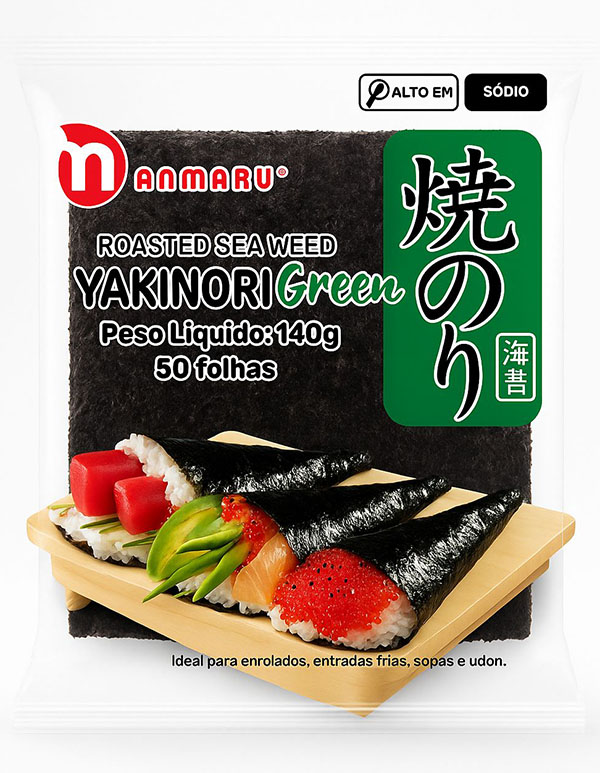 ALTO EM SÓDIO
ANMARU®
ROASTED SEA WEED
YAKINORI Green
Peso Liquido: 140g
50 folhas
焼のり
海苔
Ideal para enrolados, entradas frias, sopas e udon.